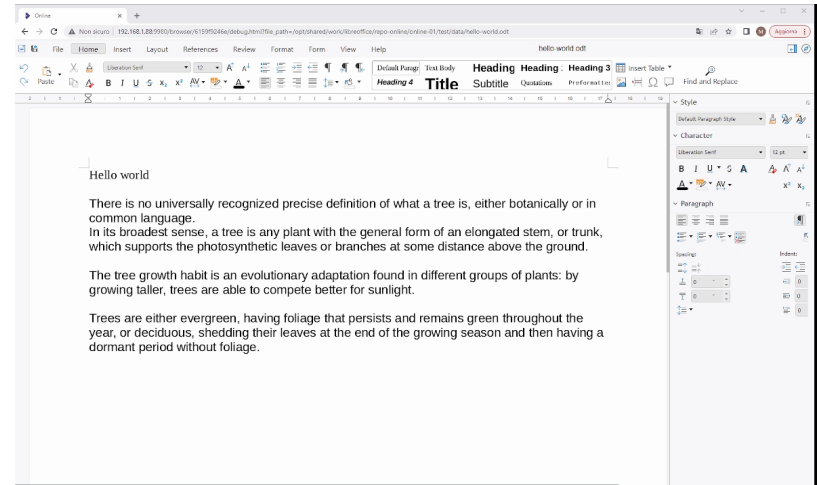 Online
Non sicuro 192.168.1.88:9980/browser/6159f9246e/debug.html?file_path=/opt/shared/work/libreoffice/repo-online/online-01/test/data/hello-world.odt
Aggiorna
File Home Insert Layout References Review Format Form View Help hello-world.odt
Paste Liberation Serif 12 Default Paragr Text Body Heading Heading Heading 3 Insert Table
Heading 4 Title Subtitle Quotations Preformatted Find and Replace
Style
Default Paragraph Style
Character
Liberation Serif 12 pt
Paragraph
Spacing: Indent:
Hello world
There is no universally recognized precise definition of what a tree is, either botanically or in
common language.
In its broadest sense, a tree is any plant with the general form of an elongated stem, or trunk,
which supports the photosynthetic leaves or branches at some distance above the ground.
The tree growth habit is an evolutionary adaptation found in different groups of plants: by
growing taller, trees are able to compete better for sunlight.
Trees are either evergreen, having foliage that persists and remains green throughout the
year, or deciduous, shedding their leaves at the end of the growing season and then having a
dormant period without foliage.